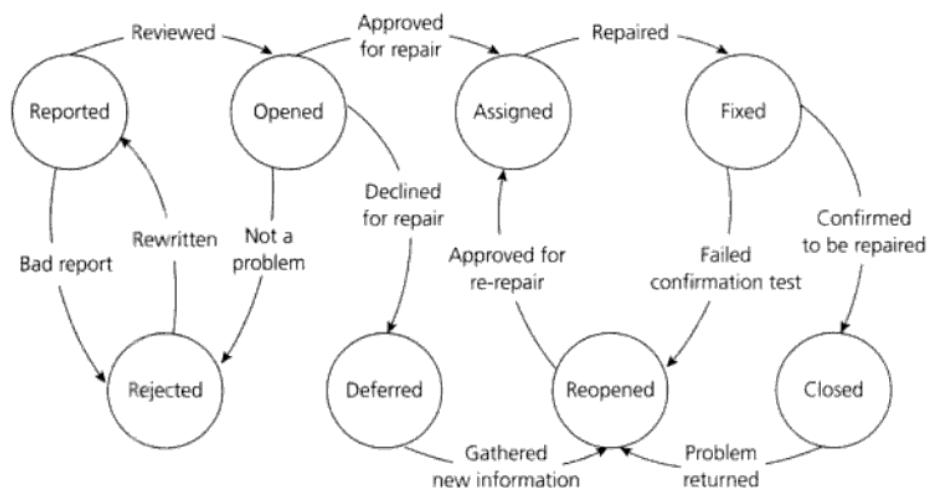 Reviewed
Approved
for repair
Repaired
Reported
Opened
Assigned
Fixed
Bad report
Rewritten
Not a
problem
Declined
for repair
Approved for
re-repair
Failed
confirmation test
Confirmed
to be repaired
Rejected
Deferred
Reopened
Closed
Gathered
new information
Problem
returned